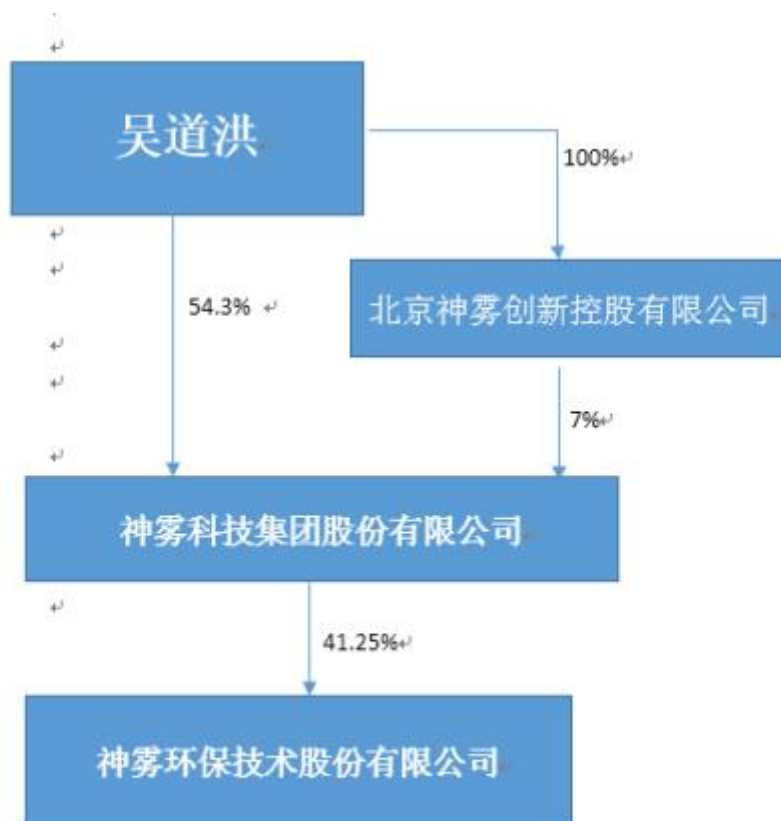 吴道洪
100%
北京神雾创新控股有限公司
54.3%
7%
神雾科技集团股份有限公司
41.25%
神雾环保技术股份有限公司